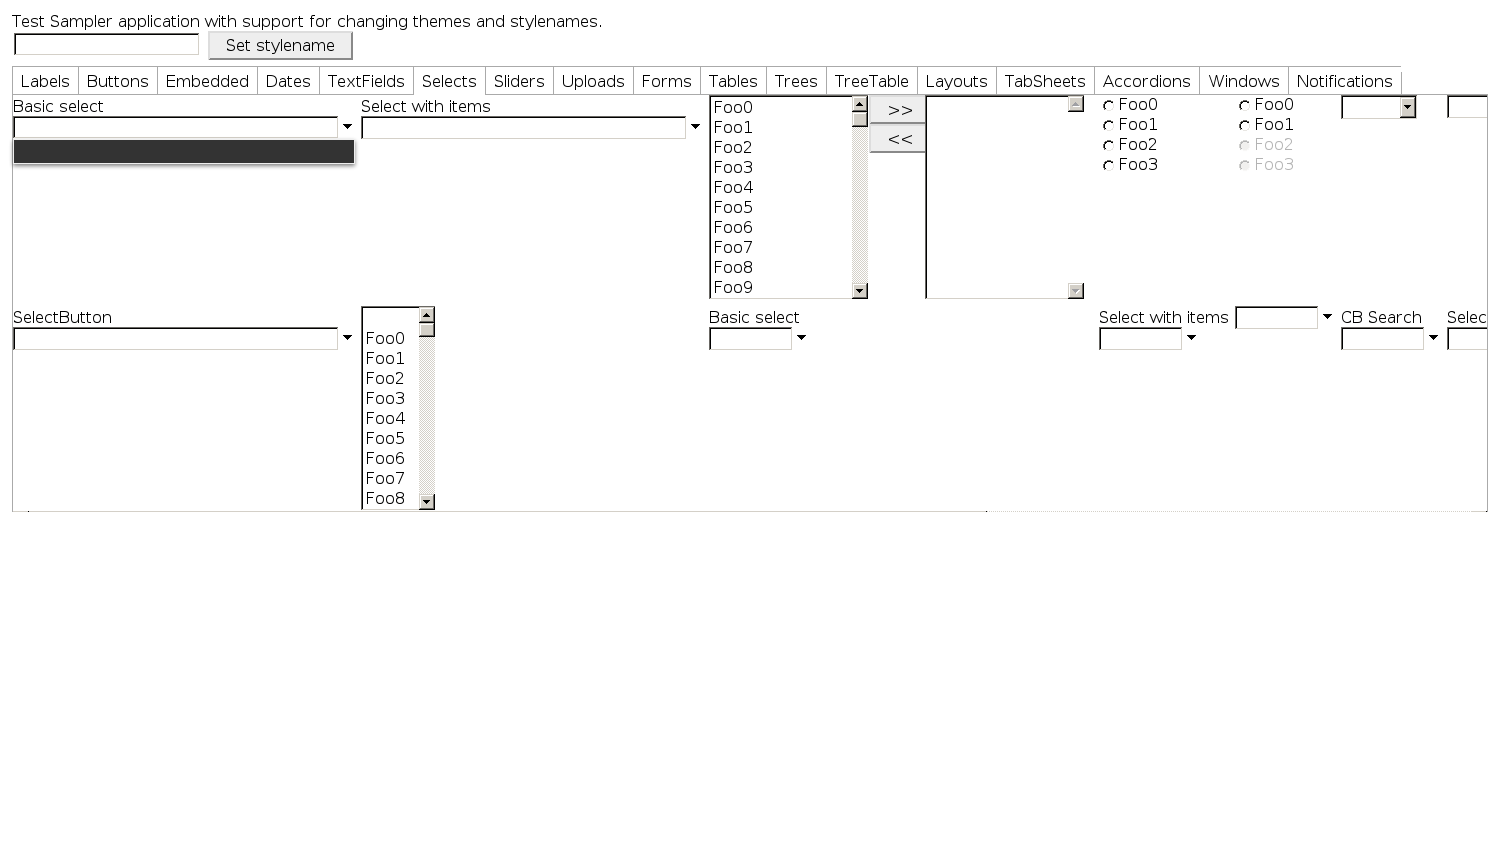 Test Sampler application with support for changing themes and stylenames.
Set stylename
Labels Buttons Embedded Dates TextFields Selects Sliders Uploads Forms Tables Trees TreeTable Layouts TabSheets Accordions Windows Notifications
Basic select
Select with items
Foo0
Foo1
Foo2
Foo3
Foo4
Foo5
Foo6
Foo7
Foo8
Foo9
>>
<<
Foo0
Foo1
Foo2
Foo3
Foo0
Foo1
Foo2
Foo3
SelectButton
Foo0
Foo1
Foo2
Foo3
Foo4
Foo5
Foo6
Foo7
Foo8
Basic select
Select with items
CB Search
Selec